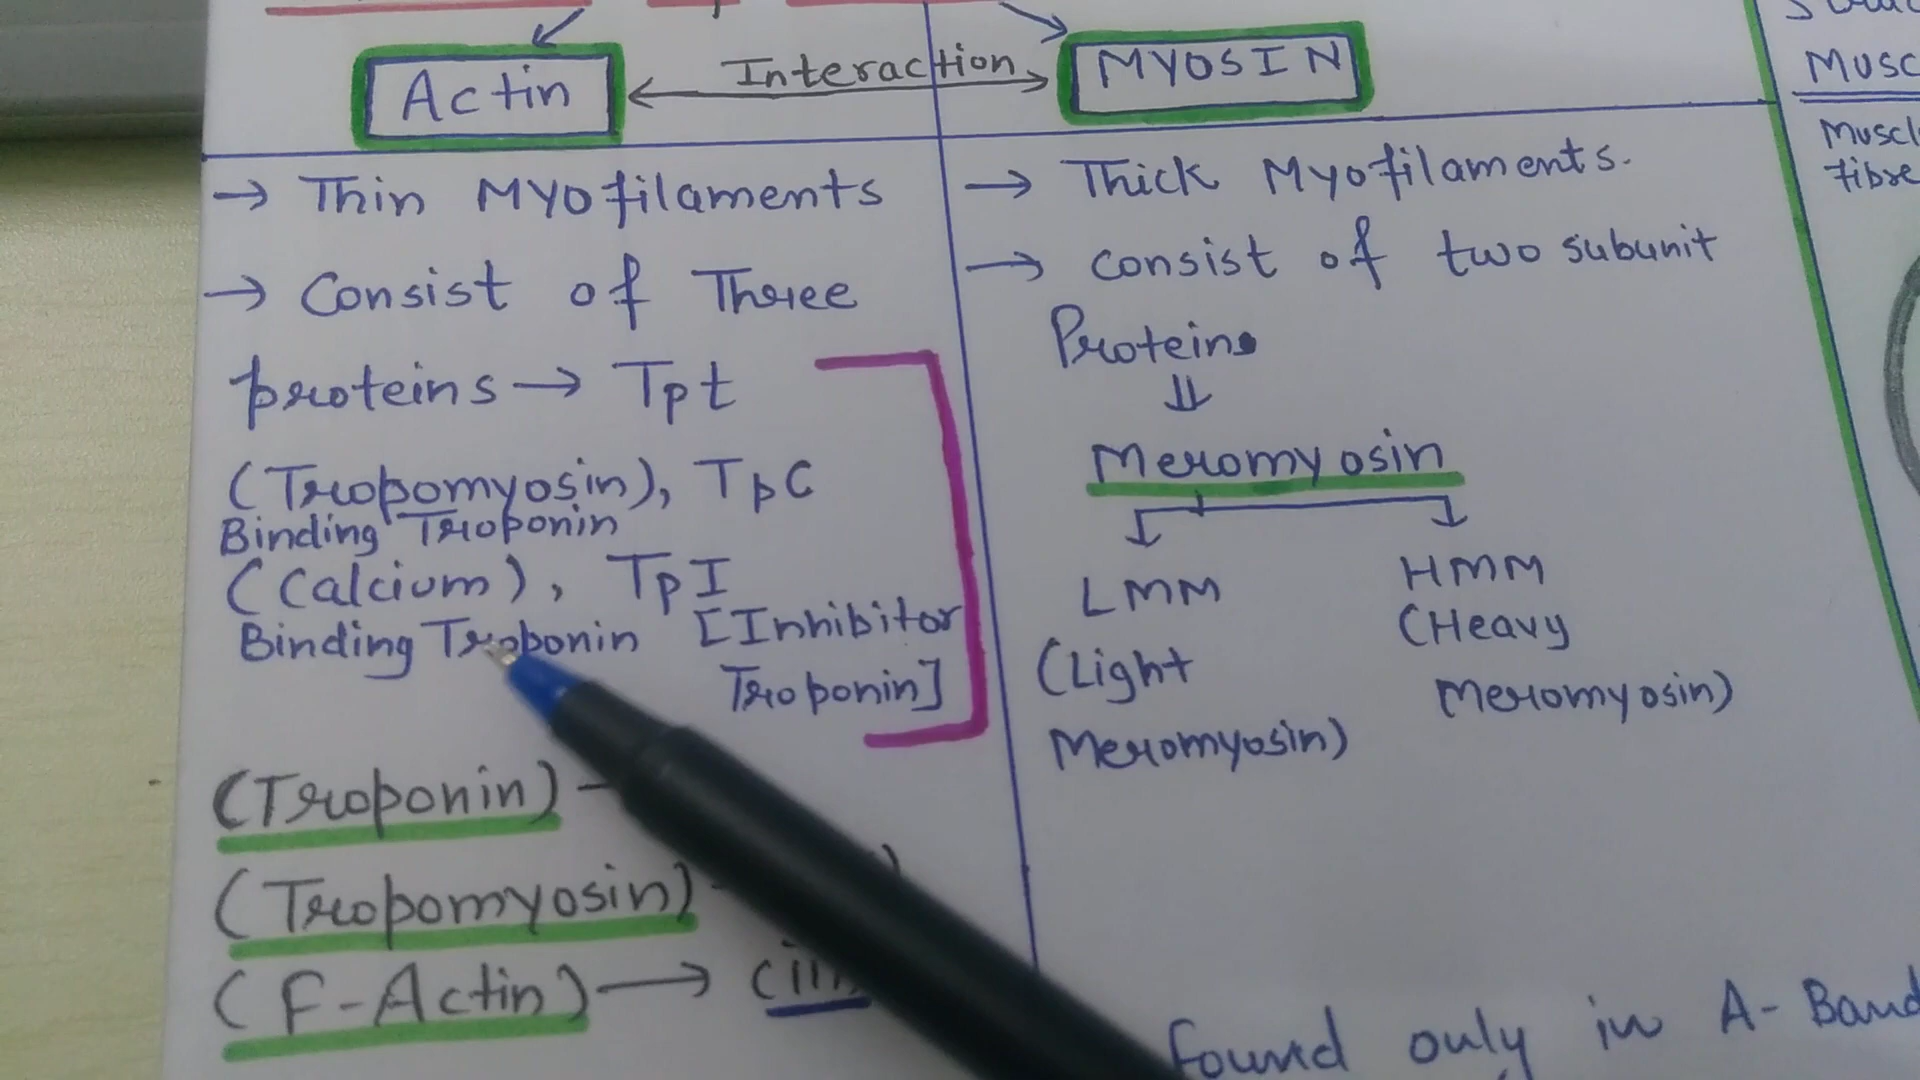 Actin
Interaction
MYOSIN
→ Thin MYofilaments
→ Consist of Three
proteins → Tpt
(Tropomyosin), TpC
Binding Troponin
(Calcium), TpI
Binding Troponin [Inhibitor
Troponin]
(Troponin)
(Tropomyosin)
(F-Actin) →
→ Thick Myofilaments.
→ consist of two subunit
Protein
Meromyosin
LMM
(Light
Meromyosin)
HMM
(Heavy
Meromyosin)
Found only in A-Band
Musc
Muscl
fibre